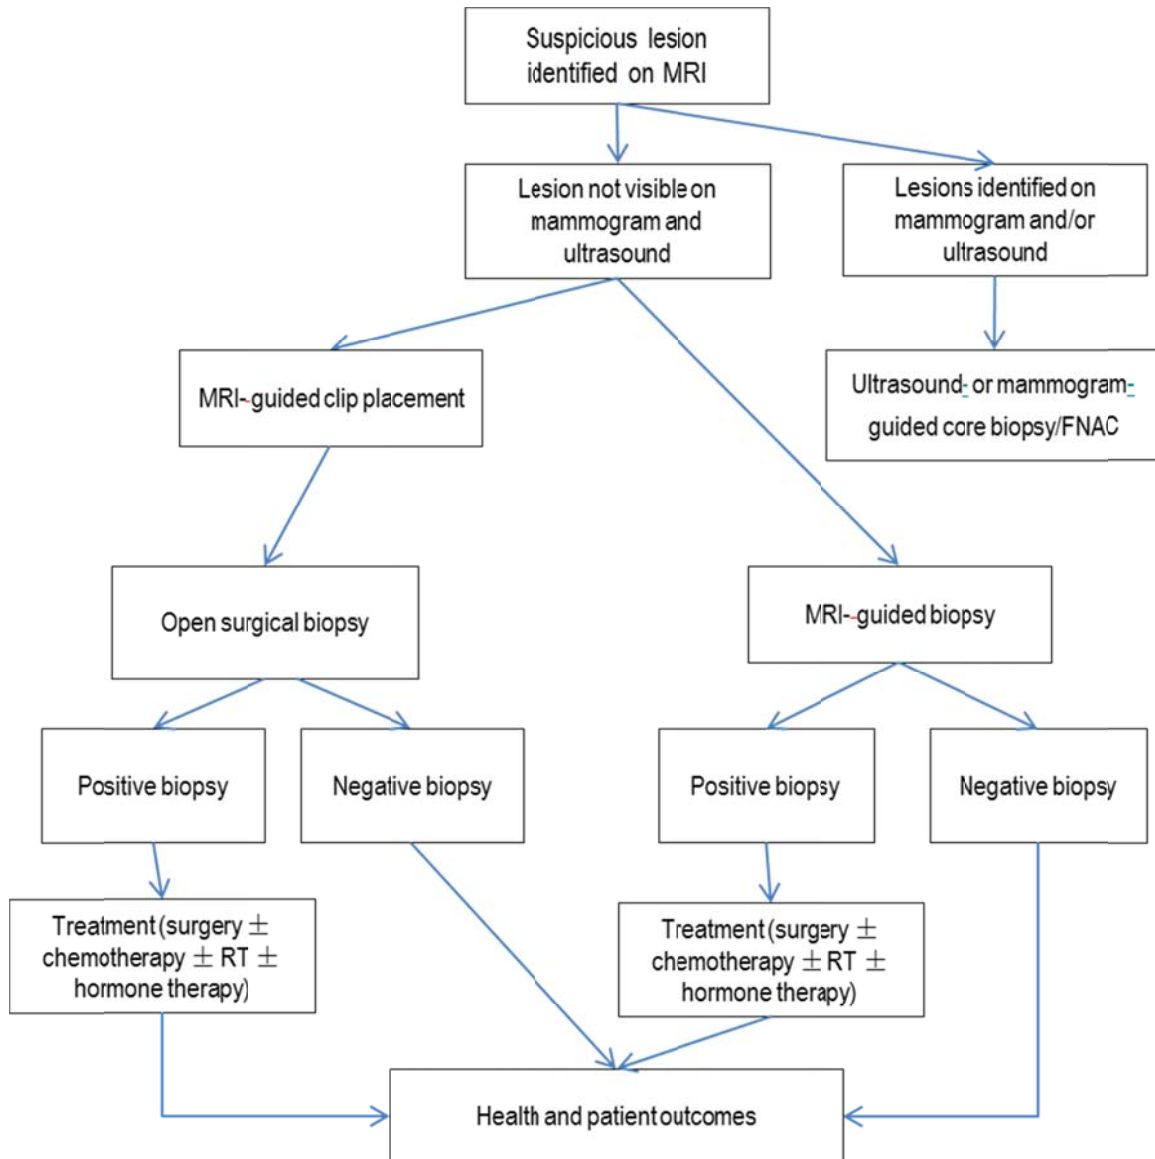 Suspicious lesion
identified on MRI
Lesion not visible on
mammogram and
ultrasound
Lesions identified on
mammogram and/or
ultrasound
MRI-guided clip placement
Ultrasound- or mammogram-
guided core biopsy/FNAC
Open surgical biopsy
MRI-guided biopsy
Positive biopsy
Negative biopsy
Positive biopsy
Negative biopsy
Treatment (surgery ±
chemotherapy ± RT ±
hormone therapy)
Treatment (surgery ±
chemotherapy ± RT ±
hormone therapy)
Health and patient outcomes